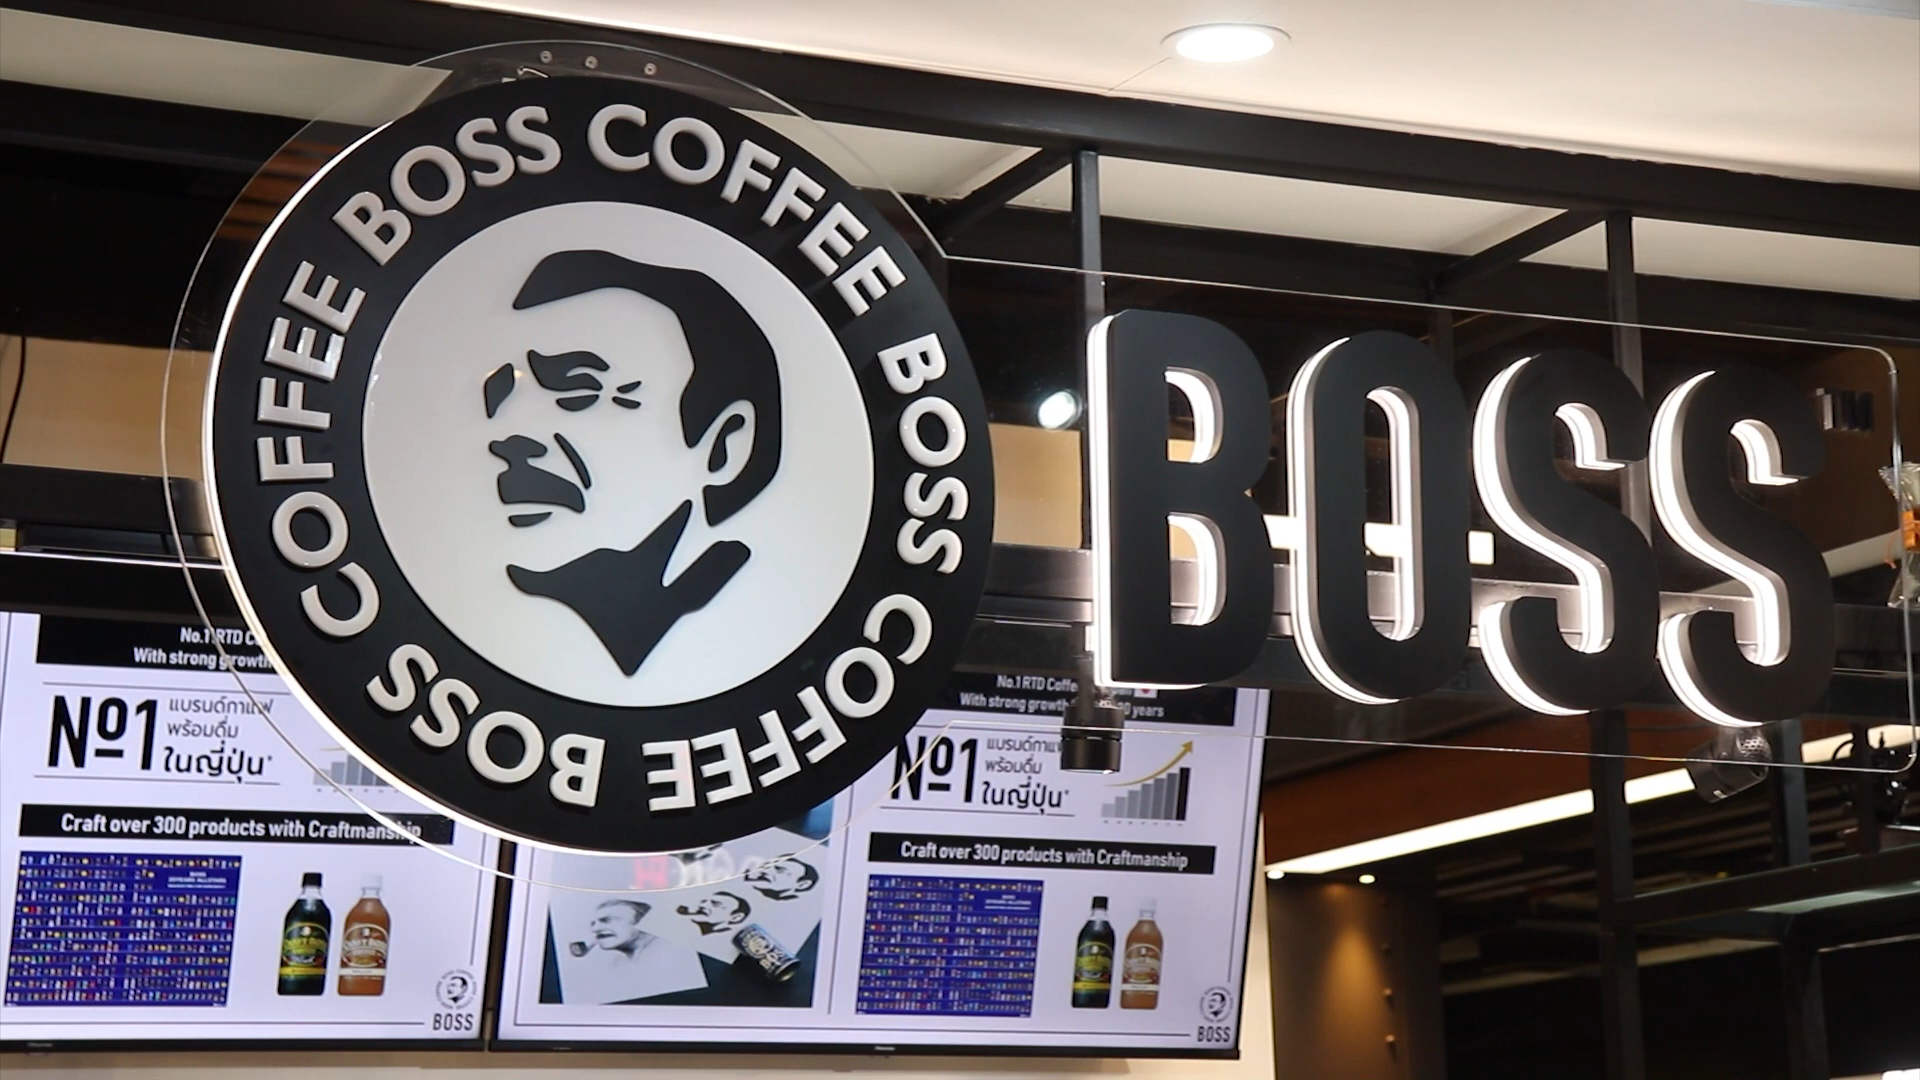 BOSS COFFEE BOSS COFFEE BOSS COFFEE
BOSS
No.1 RTD
With strong growth
No1
แบรนด์กาแฟ
พร้อมดื่ม
ในญี่ปุ่น*
Craft over 300 products with Craftmanship
BOSS
No.1 RTD Coffee
With strong growth years
No1
แบรนด์กาแฟ
พร้อมดื่ม
ในญี่ปุ่น*
Craft over 300 products with Craftmanship
BOSS